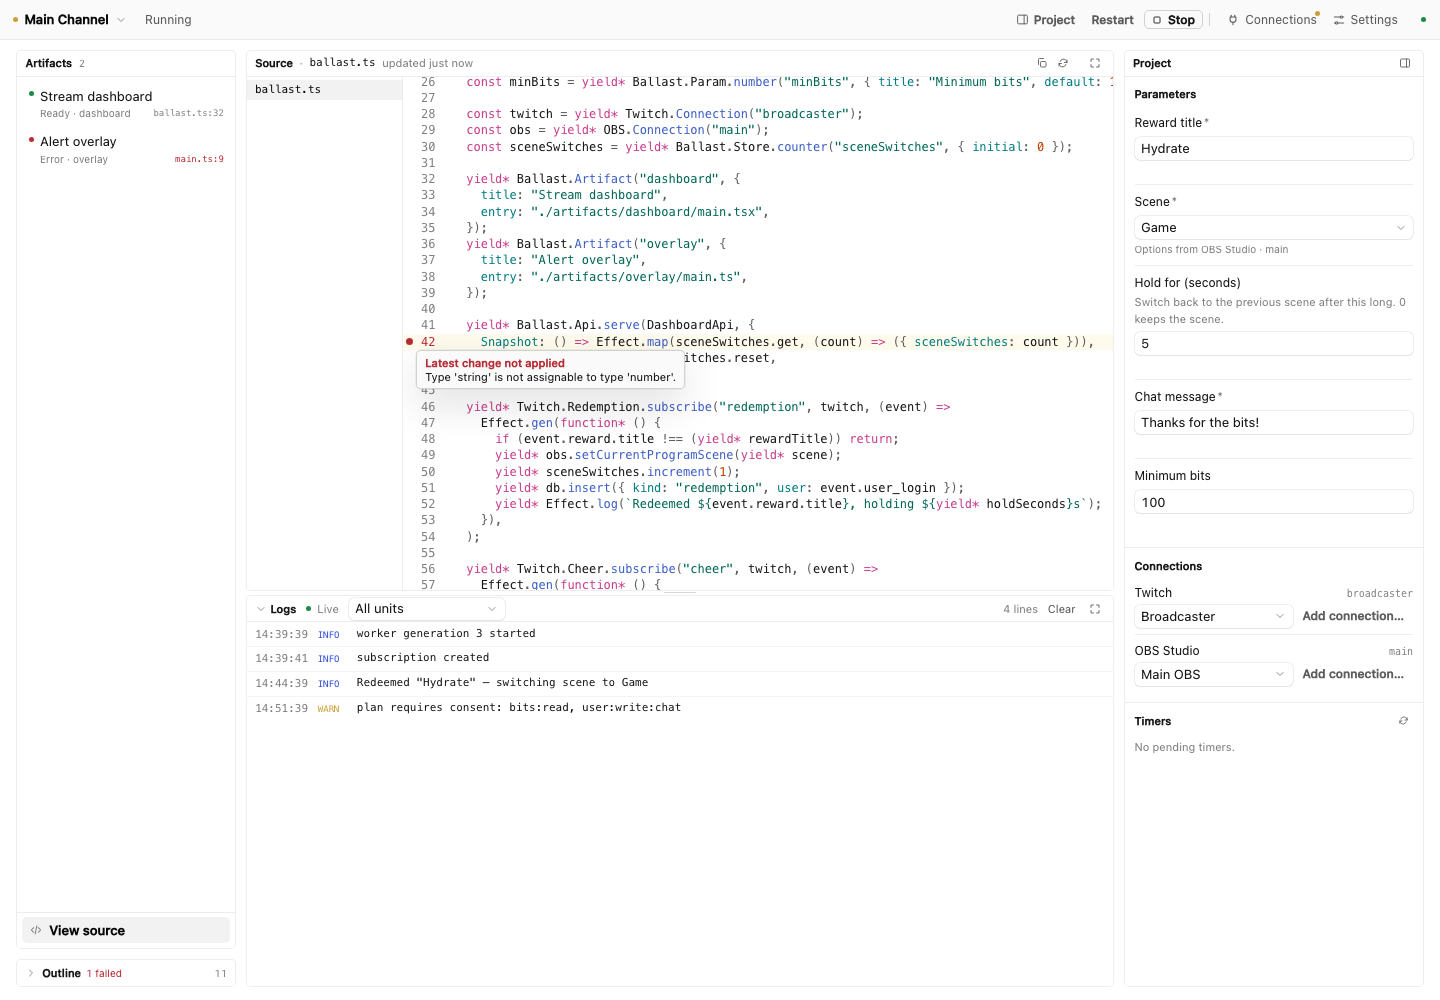 Main Channel
Running
Project
Restart
Stop
Connections
Settings
Artifacts 2
Stream dashboard
Ready · dashboard ballast.ts:32
Alert overlay
Error · overlay main.ts:9
View source
Outline 1 failed 11
Source · ballast.ts updated just now
ballast.ts
26 const minBits = yield* Ballast.Param.number("minBits", { title: "Minimum bits", default:
27
28 const twitch = yield* Twitch.Connection("broadcaster");
29 const obs = yield* OBS.Connection("main");
30 const sceneSwitches = yield* Ballast.Store.counter("sceneSwitches", { initial: 0 });
31
32 yield* Ballast.Artifact("dashboard", {
33 title: "Stream dashboard",
34 entry: "./artifacts/dashboard/main.tsx",
35 });
36 yield* Ballast.Artifact("overlay", {
37 title: "Alert overlay",
38 entry: "./artifacts/overlay/main.ts",
39 });
40
41 yield* Ballast.Api.serve(DashboardApi, {
42 Snapshot: () => Effect.map(sceneSwitches.get, (count) => ({ sceneSwitches: count })),
itches.reset,
Latest change not applied
Type 'string' is not assignable to type 'number'.
45
46 yield* Twitch.Redemption.subscribe("redemption", twitch, (event) =>
47 Effect.gen(function* () {
48 if (event.reward.title !== (yield* rewardTitle)) return;
49 yield* obs.setCurrentProgramScene(yield* scene);
50 yield* sceneSwitches.increment(1);
51 yield* db.insert({ kind: "redemption", user: event.user_login });
52 yield* Effect.log(`Redeemed ${event.reward.title}, holding ${yield* holdSeconds}s`);
53 }),
54 );
55
56 yield* Twitch.Cheer.subscribe("cheer", twitch, (event) =>
57 Effect.gen(function* () {
Logs Live All units 4 lines Clear
14:39:39 INFO worker generation 3 started
14:39:41 INFO subscription created
14:44:39 INFO Redeemed "Hydrate" — switching scene to Game
14:51:39 WARN plan requires consent: bits:read, user:write:chat
Project
Parameters
Reward title*
Hydrate
Scene*
Game
Options from OBS Studio · main
Hold for (seconds)
Switch back to the previous scene after this long. 0
keeps the scene.
5
Chat message*
Thanks for the bits!
Minimum bits
100
Connections
Twitch broadcaster
Broadcaster Add connection...
OBS Studio main
Main OBS Add connection...
Timers
No pending timers.